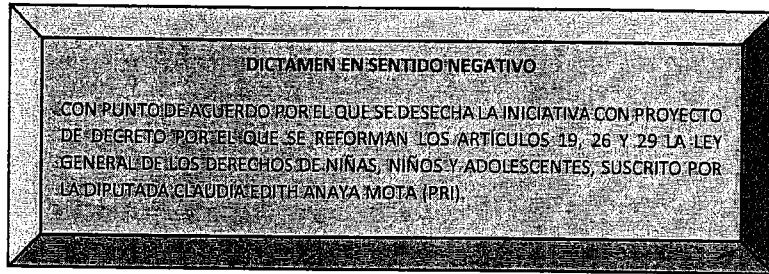 DICTAMEN EN SENTIDO NEGATIVO
CON PUNTO DE ACUERDO POR EL QUE SE DESECHA LA INICIATIVA CON PROYECTO
DE DECRETO POR EL QUE SE REFORMAN LOS ARTÍCULOS 19, 26 Y 29 LA LEY
GENERAL DE LOS DERECHOS DE NIÑAS, NIÑOS Y ADOLESCENTES, SUSCRITO POR
LA DIPUTADA CLAUDIA EDITH ANAYA MOTA (PRI).